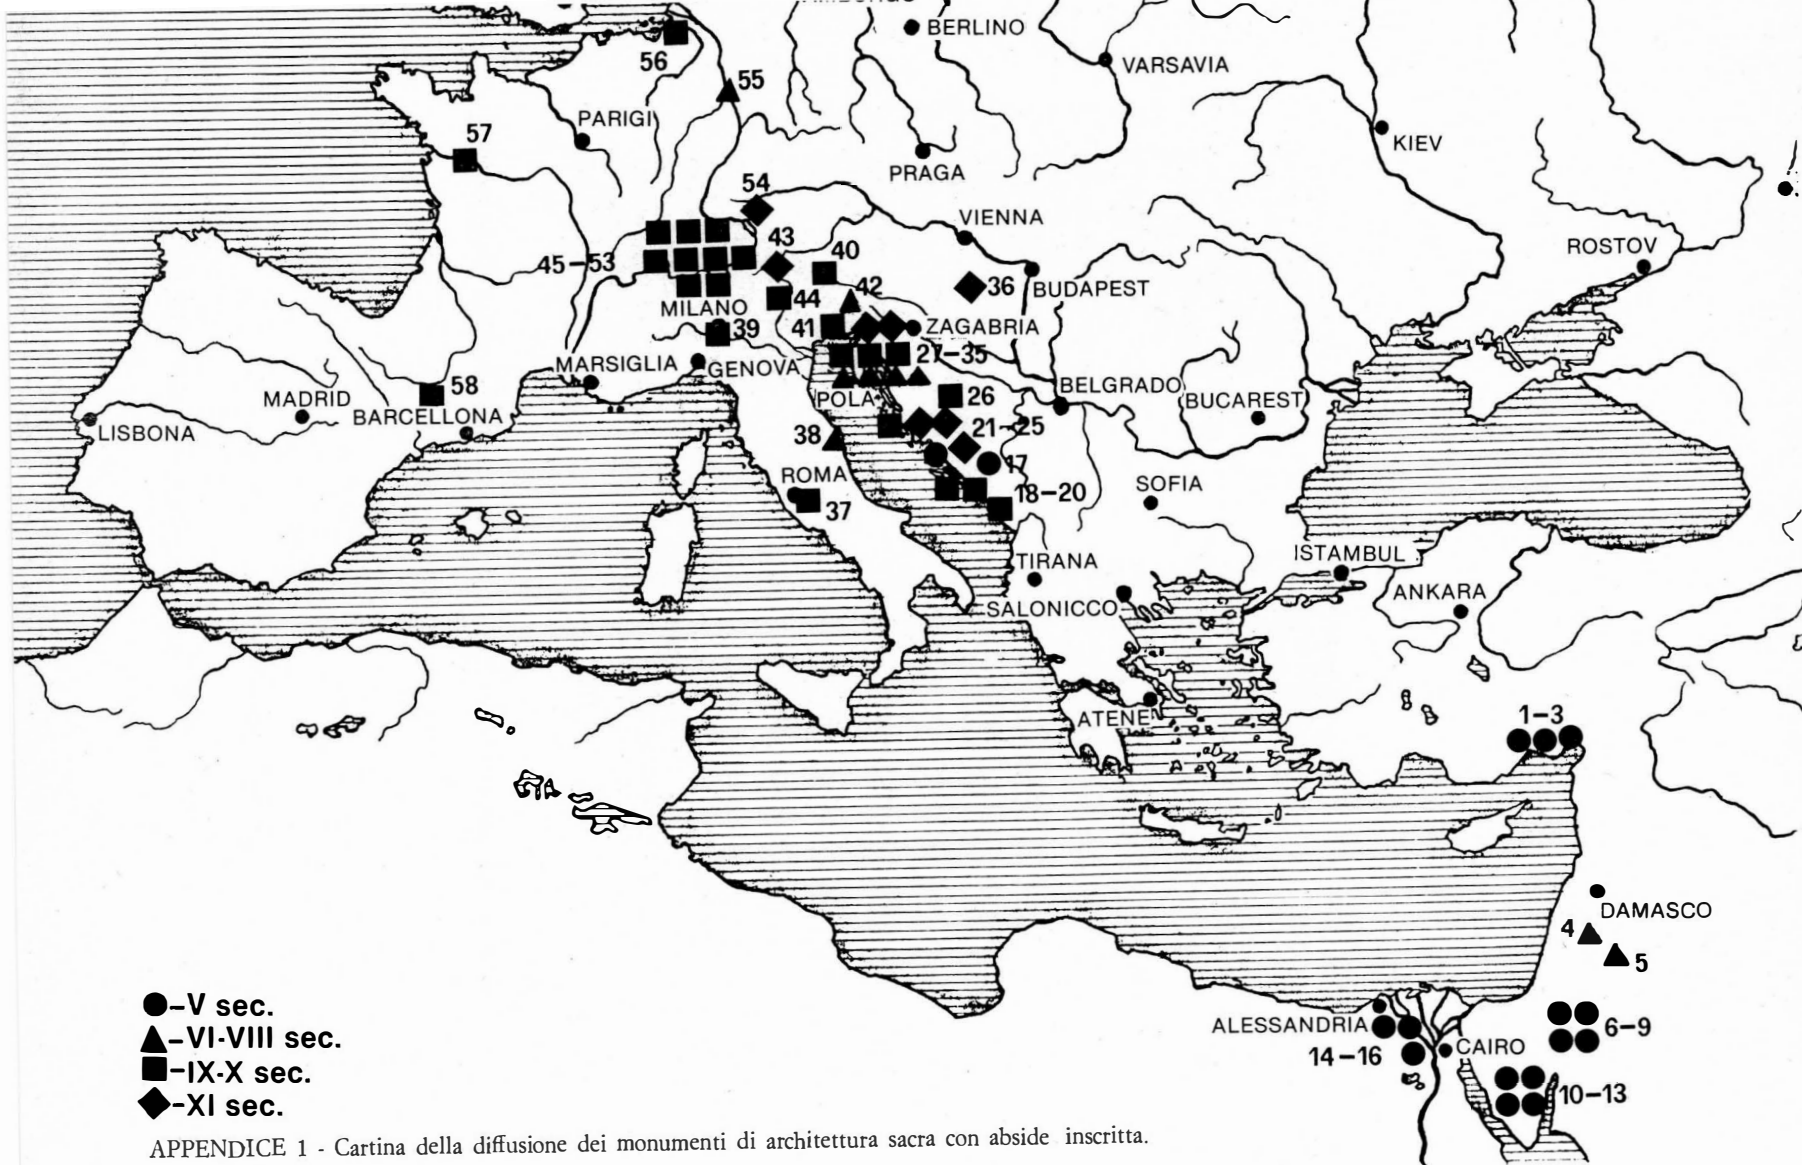 BERLINO
56
VARSAVIA
55
PARIGI
57
KIEV
PRAGA
54
VIENNA
43
ROSTOV
40
45-53
42
36
BUDAPEST
44
MILANO
39
41
ZAGABRIA
27-35
MARSIGLIA
GENOVA
58
MADRID
BARCELLONA
POLA
26
BELGRADO
BUCAREST
LISBONA
38
21-25
17
ROMA
SOFIA
18-20
37
ISTAMBUL
TIRANA
ANKARA
SALONICCO
ATENE
1-3
DAMASCO
4
5
ALESSANDRIA
6-9
14-16
CAIRO
10-13
-V sec.
-VI-VIII sec.
-IX-X sec.
-XI sec.
APPENDICE 1 - Cartina della diffusione dei monumenti di architettura sacra con abside inscritta.